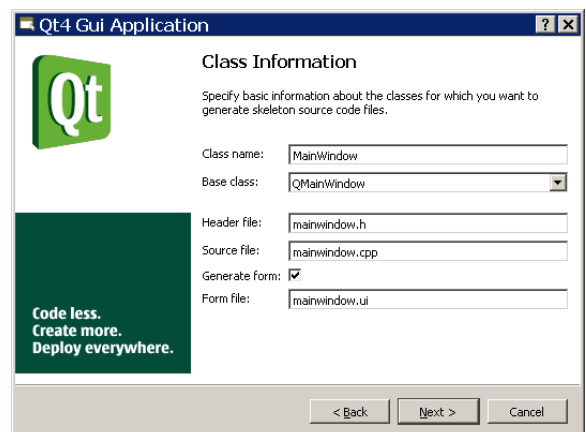 Qt4 Gui Application
Qt
Class Information
Specify basic information about the classes for which you want to
generate skeleton source code files.
Class name: MainWindow
Base class: QMainWindow
Header file: mainwindow.h
Source file: mainwindow.cpp
Generate form:
Form file: mainwindow.ui
Code less.
Create more.
Deploy everywhere.
< Back Next > Cancel